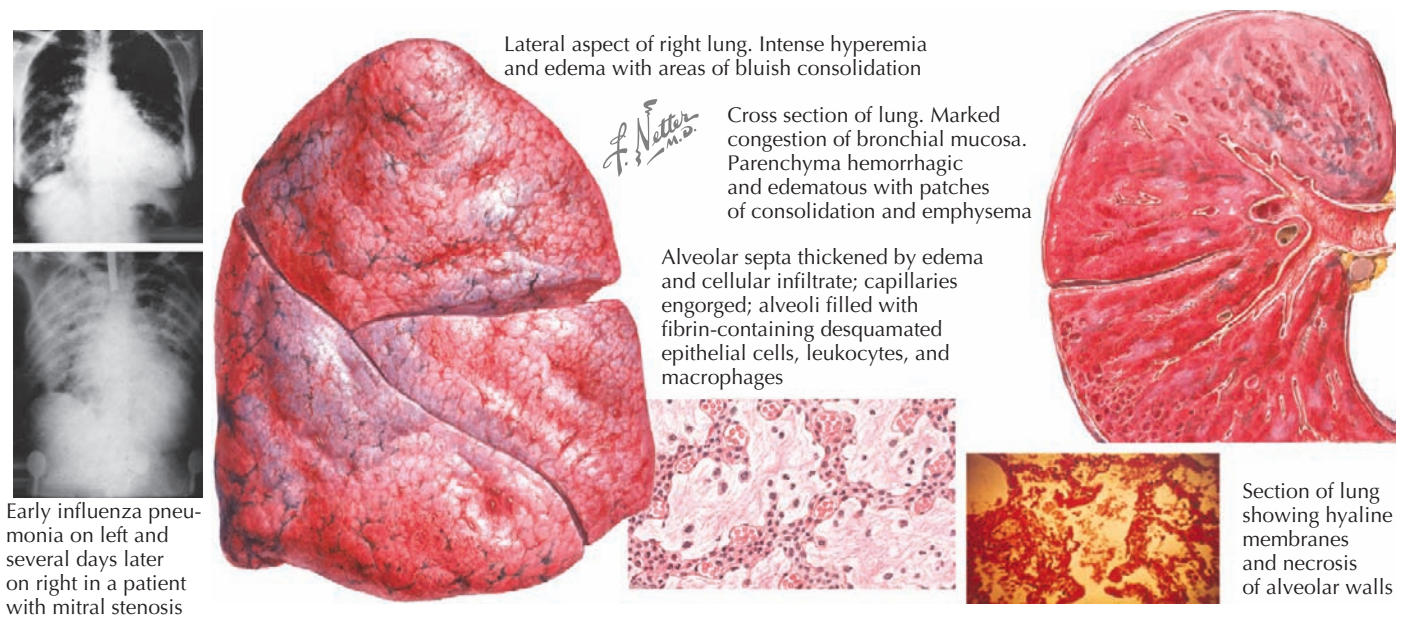 Lateral aspect of right lung. Intense hyperemia
and edema with areas of bluish consolidation
F. Netter
M.D.
Cross section of lung. Marked
congestion of bronchial mucosa.
Parenchyma hemorrhagic
and edematous with patches
of consolidation and emphysema
Alveolar septa thickened by edema
and cellular infiltrate; capillaries
engorged; alveoli filled with
fibrin-containing desquamated
epithelial cells, leukocytes, and
macrophages
Early influenza pneu-
monia on left and
several days later
on right in a patient
with mitral stenosis
Section of lung
showing hyaline
membranes
and necrosis
of alveolar walls